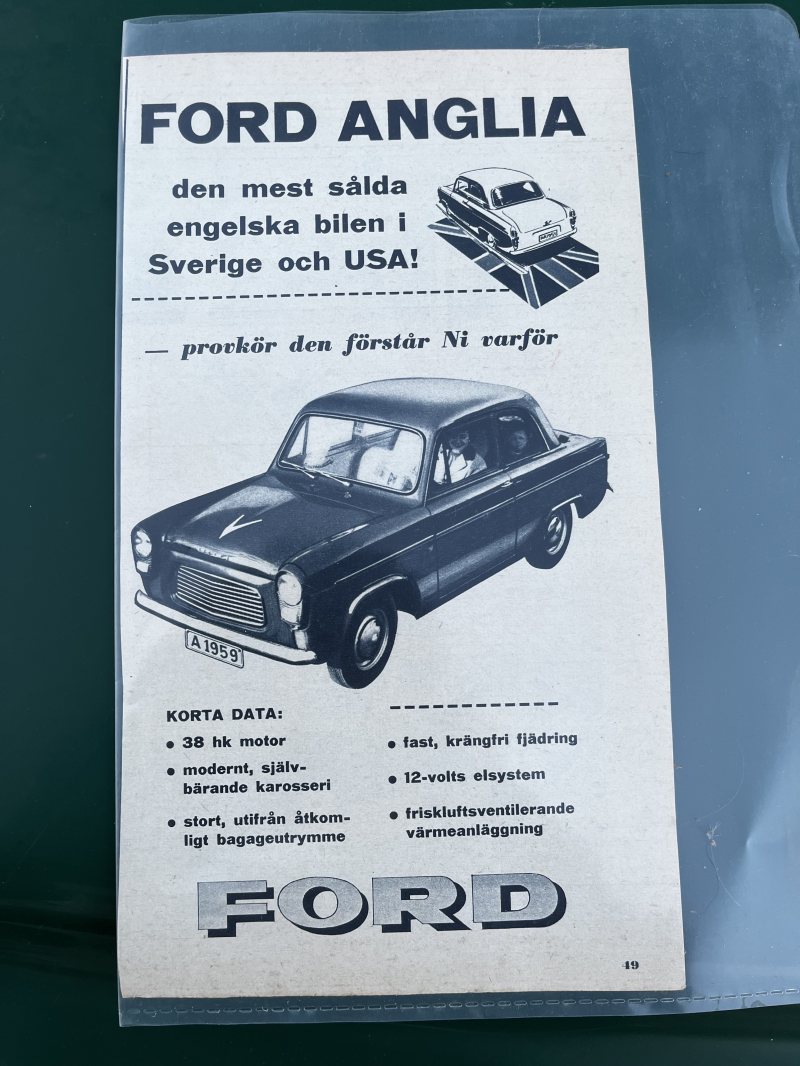 FORD ANGLIA
den mest sålda
engelska bilen i
Sverige och USA!
— provkör den förstår Ni varför
A 1959
KORTA DATA:
• 38 hk motor
• modernt, själv-
bärande karosseri
• stort, utifrån åtkom-
ligt bagageutrymme
• fast, krängfri fjädring
• 12-volts elsystem
• friskluftsventilerande
värmeanläggning
FORD
49